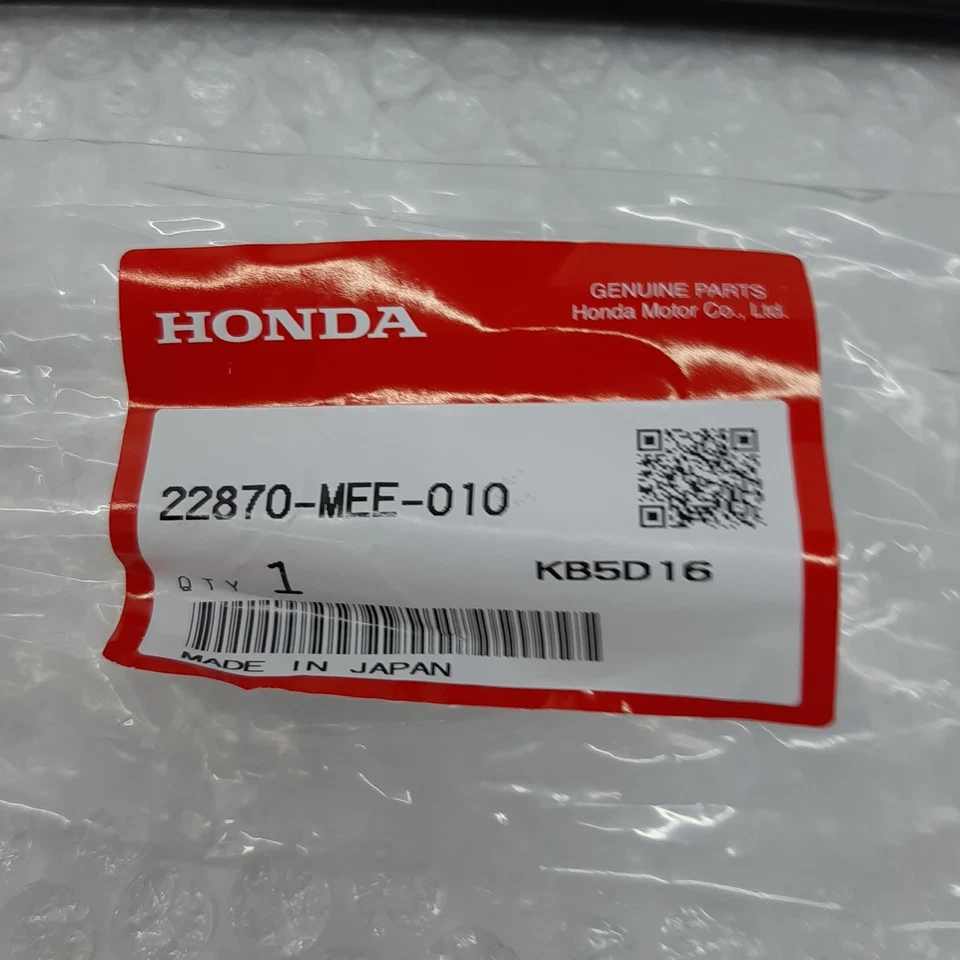 HONDA
GENUINE PARTS
Honda Motor Co., Ltd.
22870-MEE-010
QTY 1
KB5D16
MADE IN JAPAN